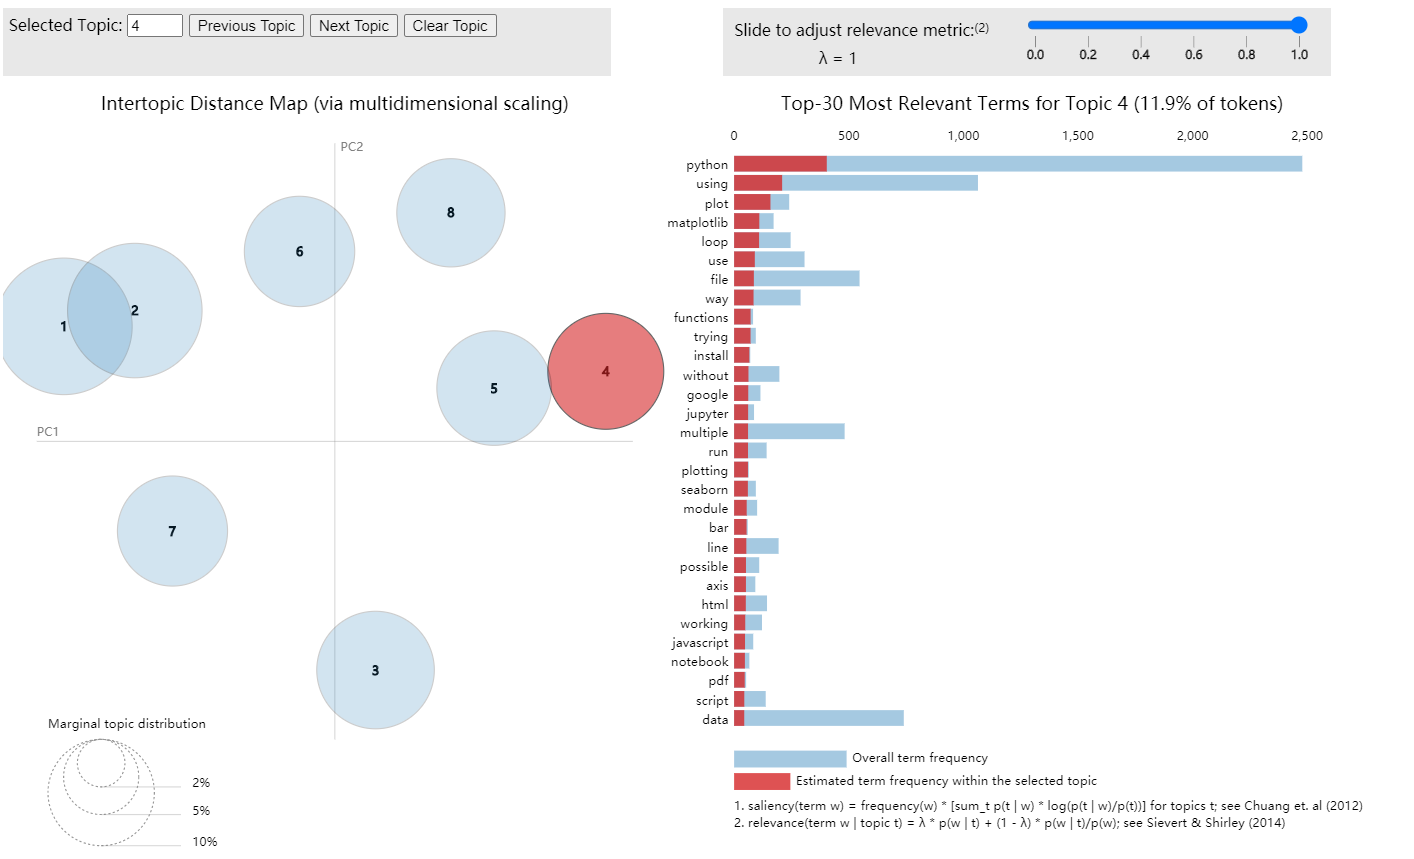 Selected Topic: 4 Previous Topic Next Topic Clear Topic
Slide to adjust relevance metric:(2)
λ = 1
0.0 0.2 0.4 0.6 0.8 1.0
Intertopic Distance Map (via multidimensional scaling)
PC2
PC1
1
2
6
8
5
4
7
3
Marginal topic distribution
2%
5%
10%
Top-30 Most Relevant Terms for Topic 4 (11.9% of tokens)
0 500 1,000 1,500 2,000 2,500
python
using
plot
matplotlib
loop
use
file
way
functions
trying
install
without
google
jupyter
multiple
run
plotting
seaborn
module
bar
line
possible
axis
html
working
javascript
notebook
pdf
script
data
Overall term frequency
Estimated term frequency within the selected topic
1. saliency(term w) = frequency(w) * [sum_t p(t | w) * log(p(t | w)/p(t))] for topics t; see Chuang et. al (2012)
2. relevance(term w | topic t) = λ * p(w | t) + (1 - λ) * p(w | t)/p(w); see Sievert & Shirley (2014)